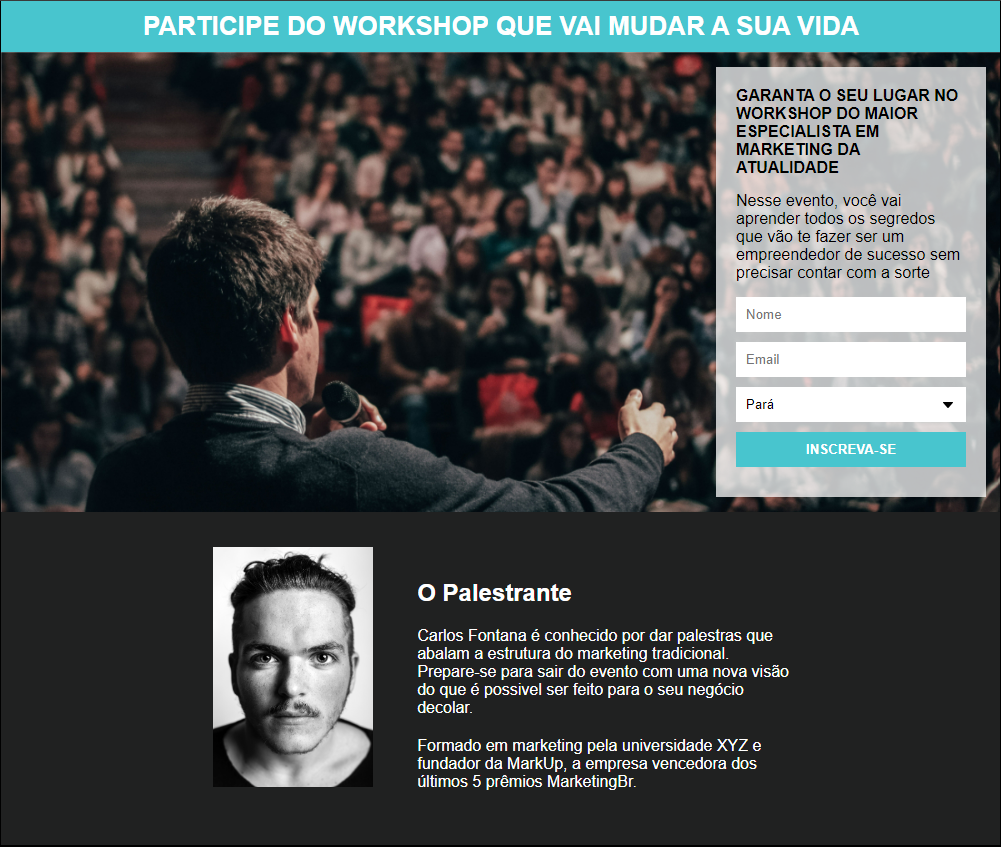 PARTICIPE DO WORKSHOP QUE VAI MUDAR A SUA VIDA
GARANTA O SEU LUGAR NO
WORKSHOP DO MAIOR
ESPECIALISTA EM
MARKETING DA
ATUALIDADE
Nesse evento, você vai
aprender todos os segredos
que vão te fazer ser um
empreendedor de sucesso sem
precisar contar com a sorte
Nome
Email
Pará
INSCREVA-SE
O Palestrante
Carlos Fontana é conhecido por dar palestras que
abalam a estrutura do marketing tradicional.
Prepare-se para sair do evento com uma nova visão
do que é possivel ser feito para o seu negócio
decolar.
Formado em marketing pela universidade XYZ e
fundador da MarkUp, a empresa vencedora dos
últimos 5 prêmios MarketingBr.